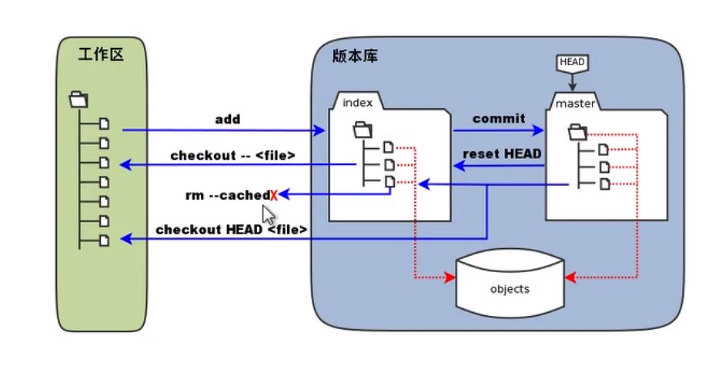 工作区
版本库
HEAD
index
master
add
commit
checkout -- <file>
reset HEAD
rm --cachedX
checkout HEAD <file>
objects